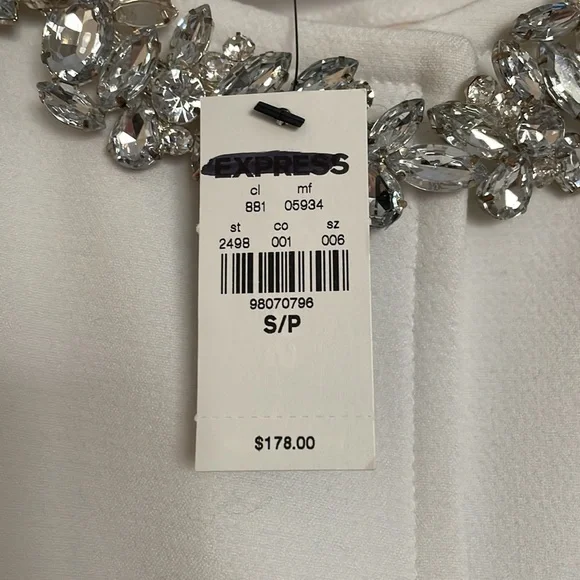 EXPRESS
cl mf
881 05934
st co sz
2498 001 006
98070796
S/P
$178.00